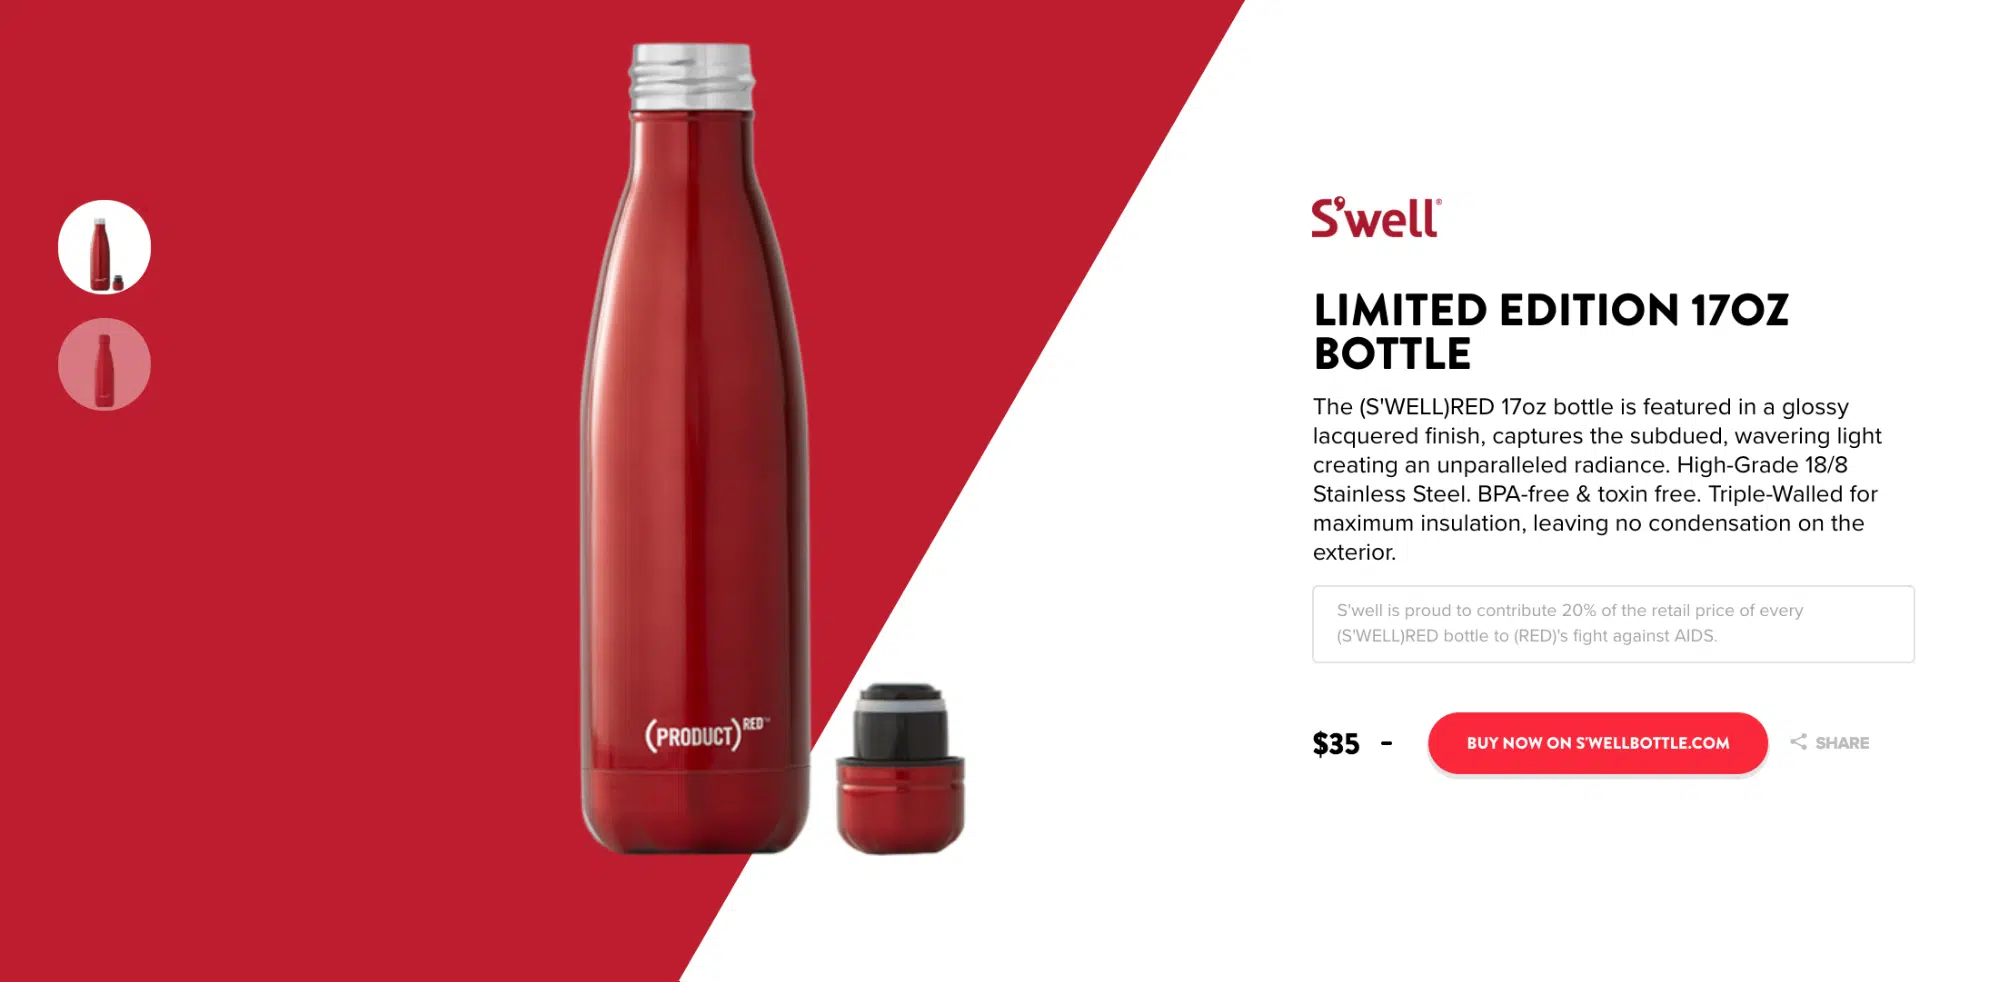 (PRODUCT)RED™
S'well®
LIMITED EDITION 17OZ
BOTTLE
The (S'WELL)RED 17oz bottle is featured in a glossy
lacquered finish, captures the subdued, wavering light
creating an unparalleled radiance. High-Grade 18/8
Stainless Steel. BPA-free & toxin free. Triple-Walled for
maximum insulation, leaving no condensation on the
exterior.
S'well is proud to contribute 20% of the retail price of every
(S'WELL)RED bottle to (RED)'s fight against AIDS.
$35 - BUY NOW ON S'WELLBOTTLE.COM SHARE